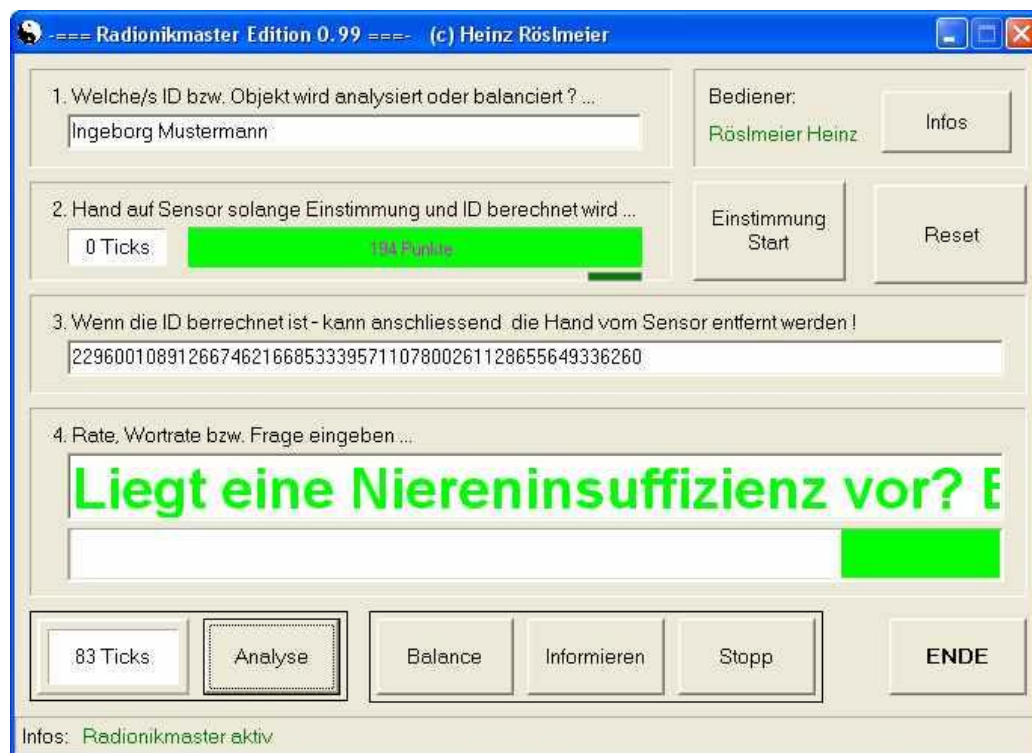 -=== Radionikmaster Edition 0.99 ===- (c) Heinz Röslmeier
1. Welche/s ID bzw. Objekt wird analysiert oder balanciert ? ...
Ingeborg Mustermann
Bediener:
Röslmeier Heinz
Infos
2. Hand auf Sensor solange Einstimmung und ID berechnet wird ...
0 Ticks
194 Punkte
Einstimmung
Start
Reset
3. Wenn die ID berrechnet ist - kann anschliessend die Hand vom Sensor entfernt werden !
229600108912667462166853339571107800261128655649336260
4. Rate, Wortrate bzw. Frage eingeben ...
Liegt eine Niereninsuffizienz vor? E
83 Ticks
Analyse
Balance
Informieren
Stopp
ENDE
Infos: Radionikmaster aktiv